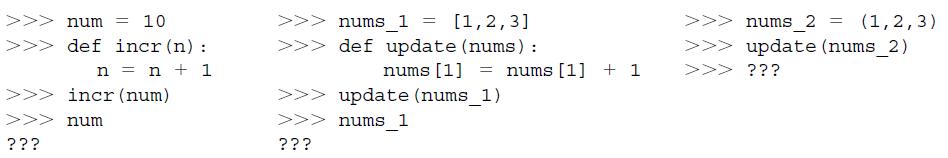 >>> num = 10
>>> def incr(n):
        n = n + 1
>>> incr(num)
>>> num
???
>>> nums_1 = [1,2,3]
>>> def update(nums):
        nums[1] = nums[1] + 1
>>> update(nums_1)
>>> nums_1
???
>>> nums_2 = (1,2,3)
>>> update(nums_2)
>>> ???